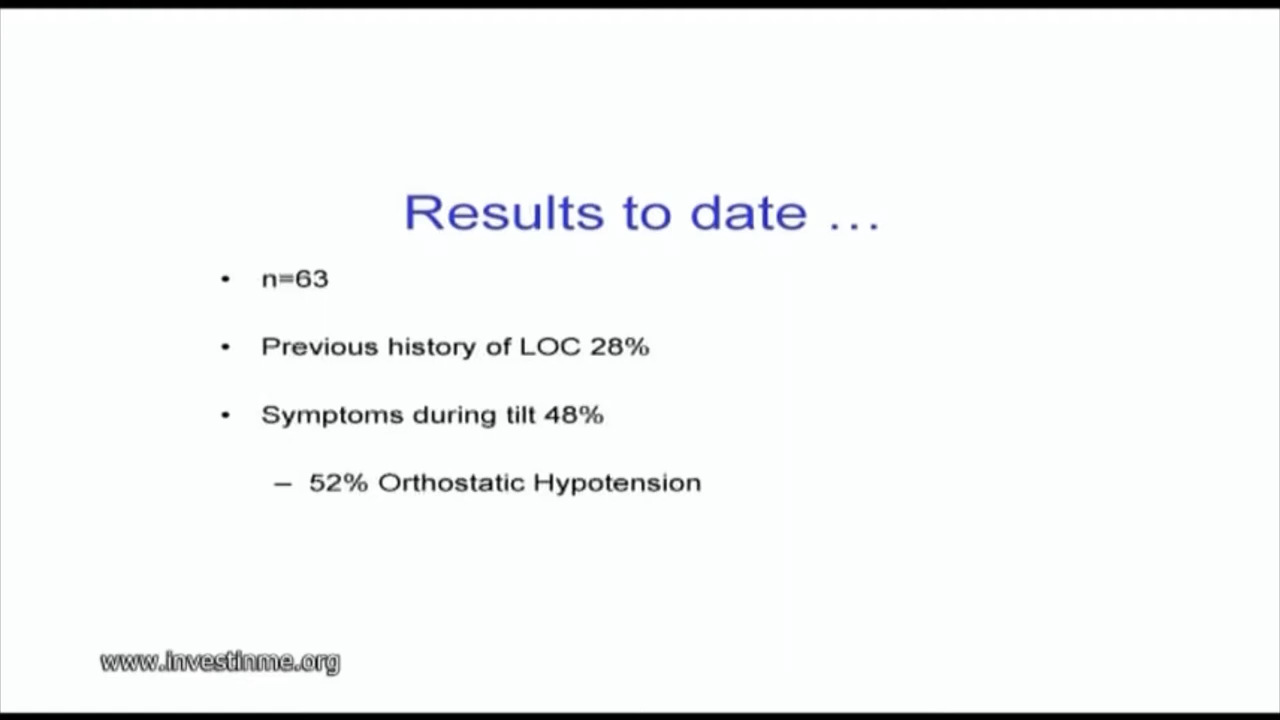 Results to date …
• n=63
• Previous history of LOC 28%
• Symptoms during tilt 48%
– 52% Orthostatic Hypotension
www.investinme.org